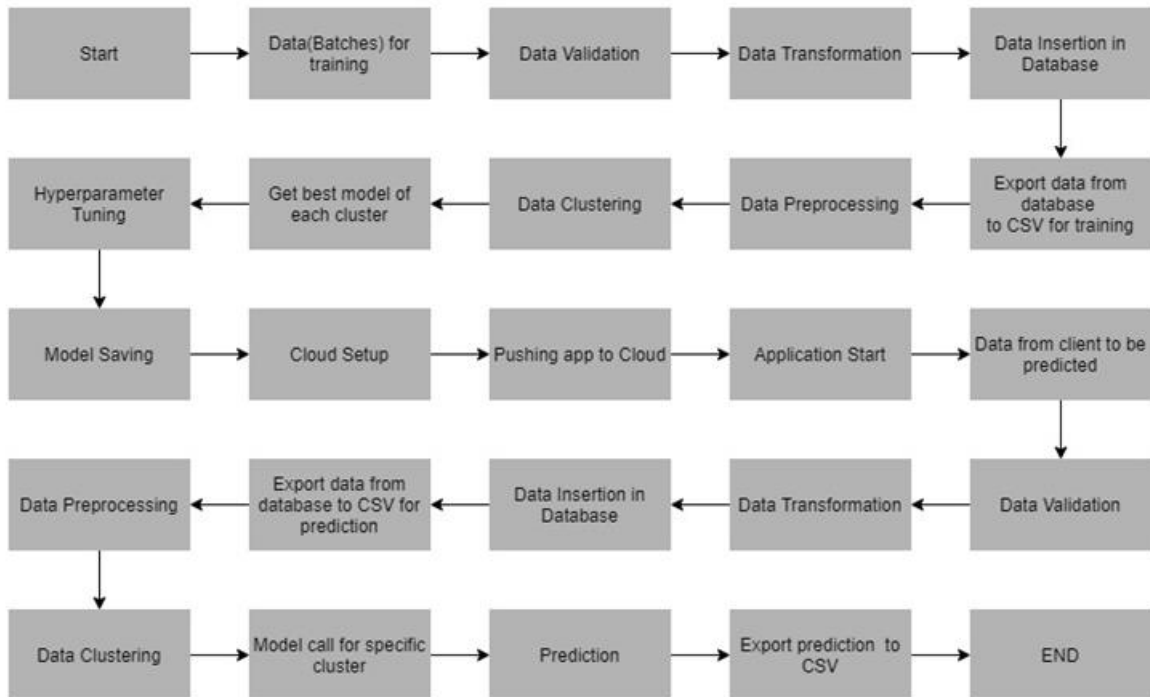 Start
Data(Batches) for
training
Data Validation
Data Transformation
Data Insertion in
Database
Export data from
database
to CSV for training
Data Preprocessing
Data Clustering
Get best model of
each cluster
Hyperparameter
Tuning
Model Saving
Cloud Setup
Pushing app to Cloud
Application Start
Data from client to be
predicted
Data Validation
Data Transformation
Data Insertion in
Database
Export data from
database to CSV for
prediction
Data Preprocessing
Data Clustering
Model call for specific
cluster
Prediction
Export prediction to
CSV
END